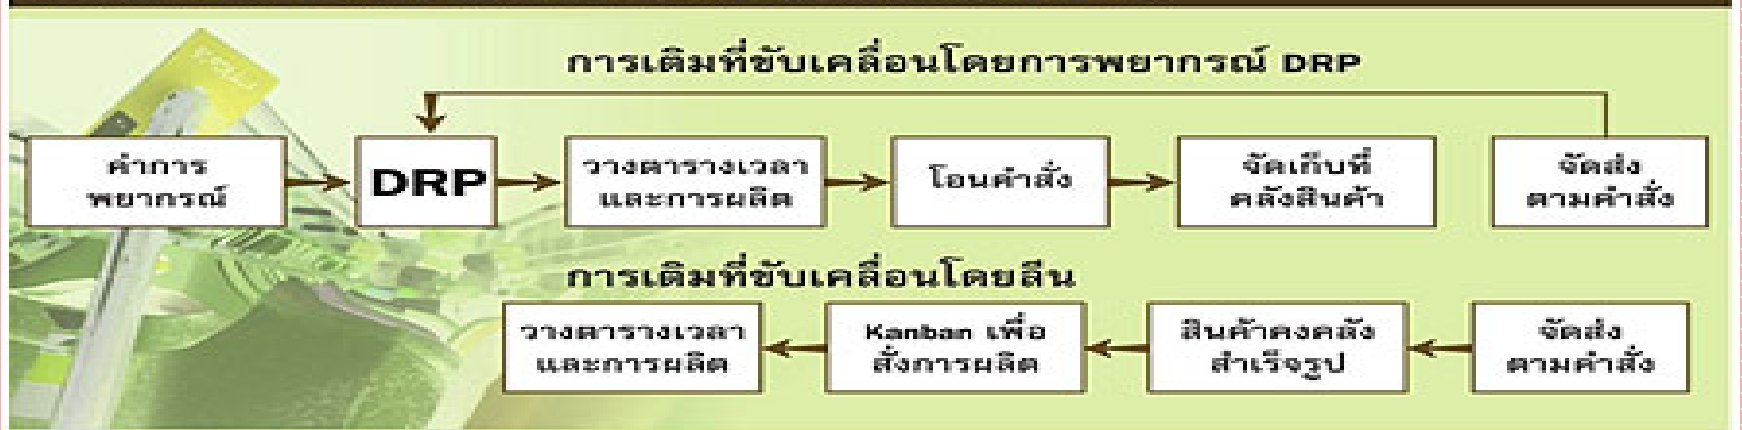 การเติมที่ขับเคลื่อนโดยการพยากรณ์ DRP
ค่าการ
พยากรณ์
DRP
วางตารางเวลา
และการผลิต
โอนคำสั่ง
จัดเก็บที่
คลังสินค้า
จัดส่ง
ตามคำสั่ง
การเติมที่ขับเคลื่อนโดยลีน
วางตารางเวลา
และการผลิต
Kanban เพื่อ
สั่งการผลิต
สินค้าคงคลัง
สำเร็จรูป
จัดส่ง
ตามคำสั่ง